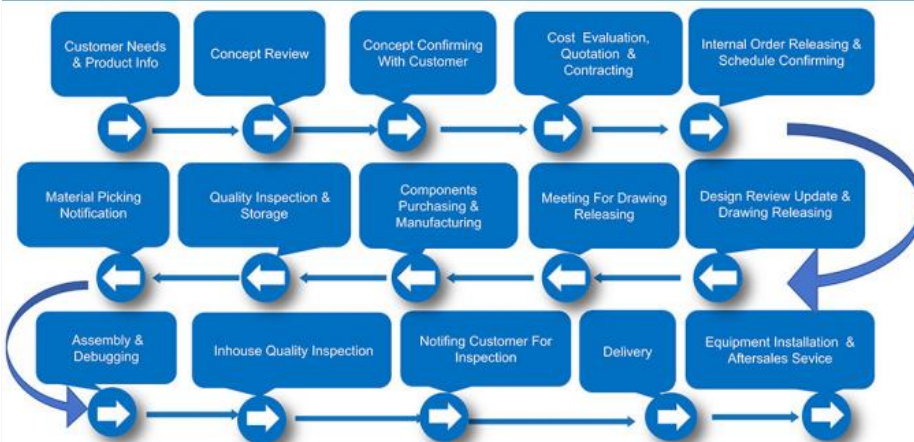 Customer Needs
& Product Info
Concept Review
Concept Confirming
With Customer
Cost Evaluation,
Quotation &
Contracting
Internal Order Releasing &
Schedule Confirming
Material Picking
Notification
Quality Inspection &
Storage
Components
Purchasing &
Manufacturing
Meeting For Drawing
Releasing
Design Review Update &
Drawing Releasing
Assembly &
Debugging
Inhouse Quality Inspection
Notifing Customer For
Inspection
Delivery
Equipment Installation &
Aftersales Sevice